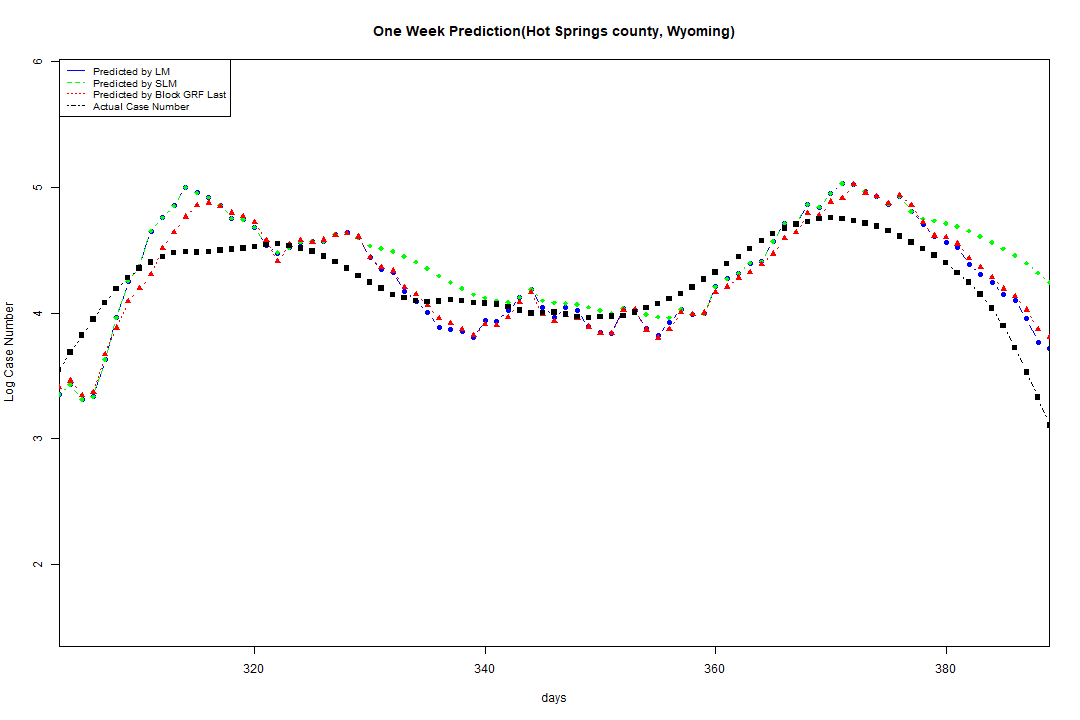 One Week Prediction(Hot Springs county, Wyoming)
Predicted by LM
Predicted by SLM
Predicted by Block GRF Last
Actual Case Number
6
5
4
3
2
Log Case Number
320
340
360
380
days